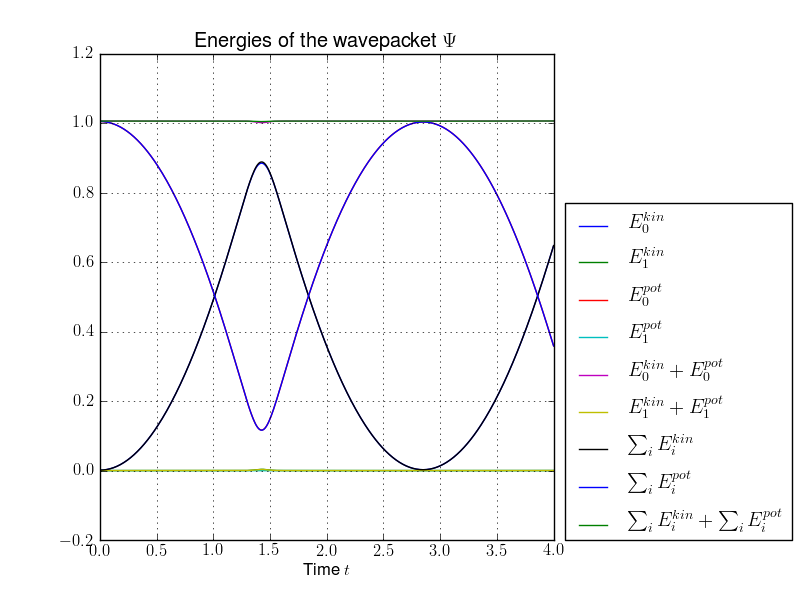 Energies of the wavepacket Ψ
1.2
1.0
0.8
0.6
0.4
0.2
0.0
−0.2
0.0 0.5 1.0 1.5 2.0 2.5 3.0 3.5 4.0
Time t
E_0^{kin}
E_1^{kin}
E_0^{pot}
E_1^{pot}
E_0^{kin} + E_0^{pot}
E_1^{kin} + E_1^{pot}
∑_i E_i^{kin}
∑_i E_i^{pot}
∑_i E_i^{kin} + ∑_i E_i^{pot}